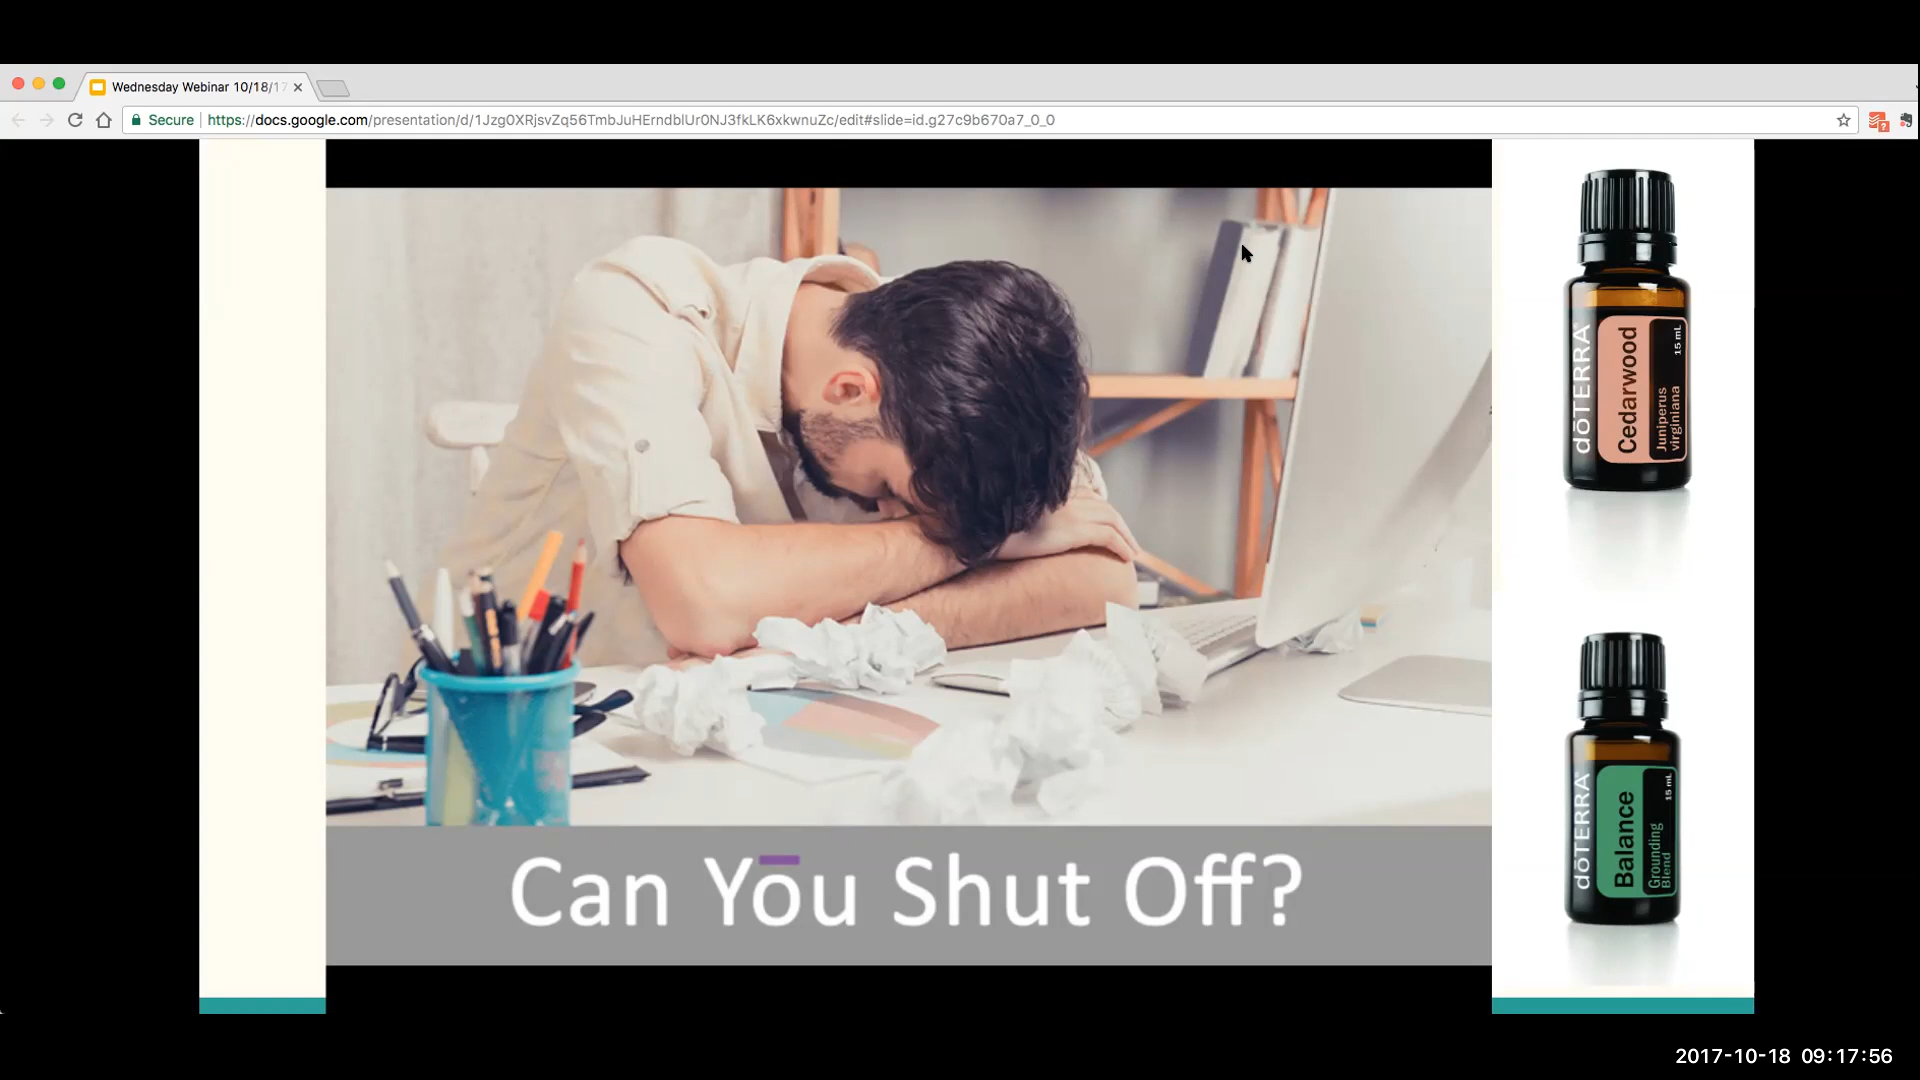 Wednesday Webinar 10/18/17
Secure
https://docs.google.com/presentation/d/1Jzg0XRjsvZq56TmbJuHErndblUr0NJ3fkLK6xkwnuZc/edit#slide=id.g27c9b670a7_0_0
dōTERRA
Cedarwood
Juniperus
virginiana
15 mL
dōTERRA
Balance
Grounding
Blend
15 mL
Can You Shut Off?
2017-10-18 09:17:56